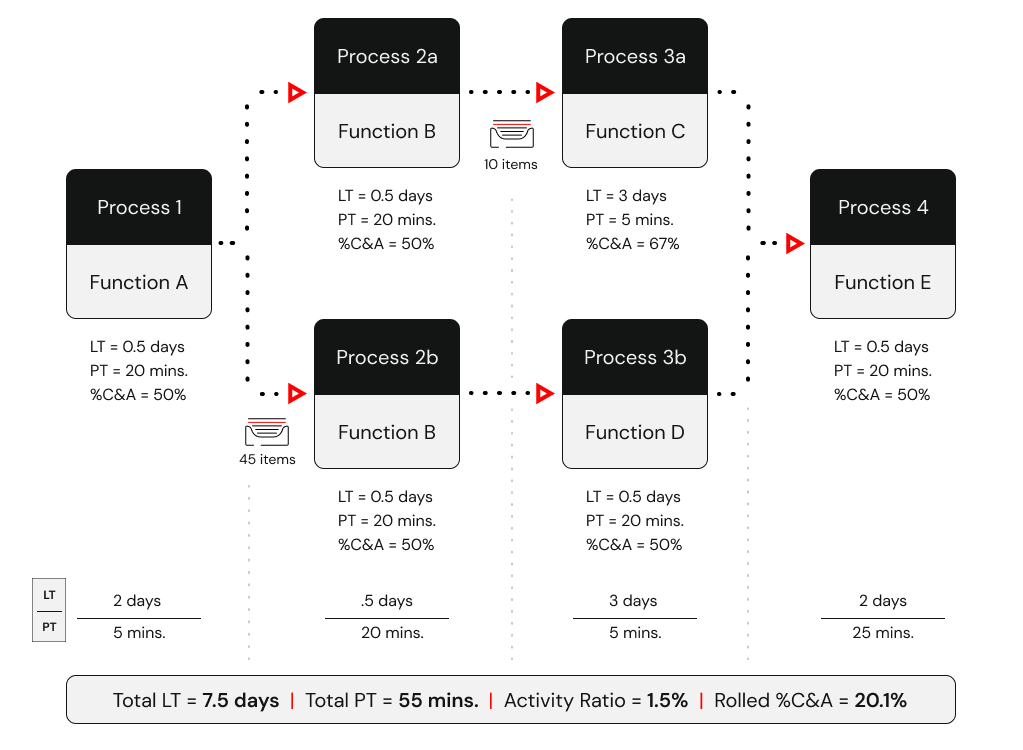 Process 1
Function A
LT = 0.5 days
PT = 20 mins.
%C&A = 50%
Process 2a
Function B
LT = 0.5 days
PT = 20 mins.
%C&A = 50%
10 items
Process 3a
Function C
LT = 3 days
PT = 5 mins.
%C&A = 67%
45 items
Process 2b
Function B
LT = 0.5 days
PT = 20 mins.
%C&A = 50%
Process 3b
Function D
LT = 0.5 days
PT = 20 mins.
%C&A = 50%
Process 4
Function E
LT = 0.5 days
PT = 20 mins.
%C&A = 50%
LT
PT
2 days
5 mins.
.5 days
20 mins.
3 days
5 mins.
2 days
25 mins.
Total LT = 7.5 days | Total PT = 55 mins. | Activity Ratio = 1.5% | Rolled %C&A = 20.1%